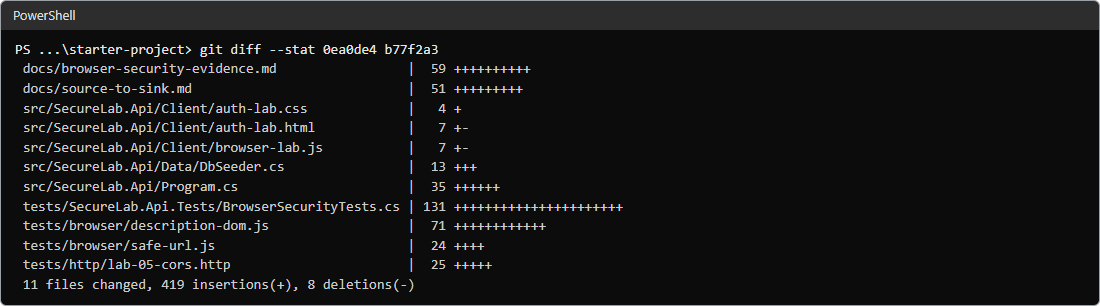 PowerShell
PS ...\starter-project> git diff --stat 0ea0de4 b77f2a3
docs/browser-security-evidence.md | 59 ++++++++++
docs/source-to-sink.md | 51 +++++++++
src/SecureLab.Api/Client/auth-lab.css | 4 +
src/SecureLab.Api/Client/auth-lab.html | 7 +-
src/SecureLab.Api/Client/browser-lab.js | 7 +-
src/SecureLab.Api/Data/DbSeeder.cs | 13 +++
src/SecureLab.Api/Program.cs | 35 ++++++
tests/SecureLab.Api.Tests/BrowserSecurityTests.cs | 131 ++++++++++++++++++++++
tests/browser/description-dom.js | 71 ++++++++++++
tests/browser/safe-url.js | 24 ++++
tests/http/lab-05-cors.http | 25 +++++
11 files changed, 419 insertions(+), 8 deletions(-)